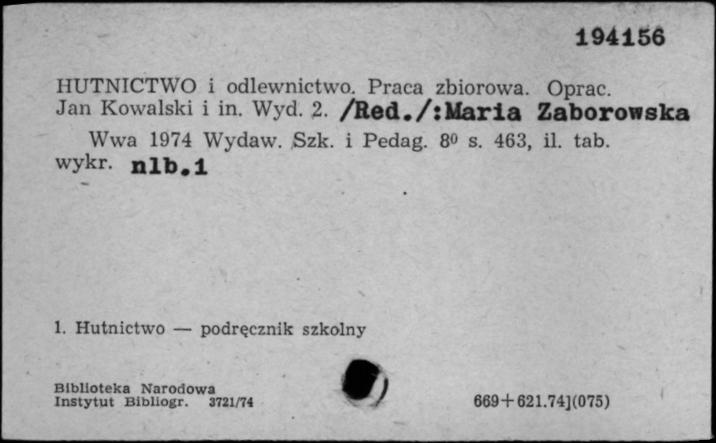 194156
HUTNICTWO i odlewnictwo. Praca zbiorowa. Oprac.
Jan Kowalski i in. Wyd. 2. /Red./:Maria Zaborowska
Wwa 1974 Wydaw. Szk. i Pedag. 8º s. 463, il. tab.
wykr. nlb.1
1. Hutnictwo — podręcznik szkolny
Biblioteka Narodowa
Instytut Bibliogr. 3721/74
669+621.74](075)